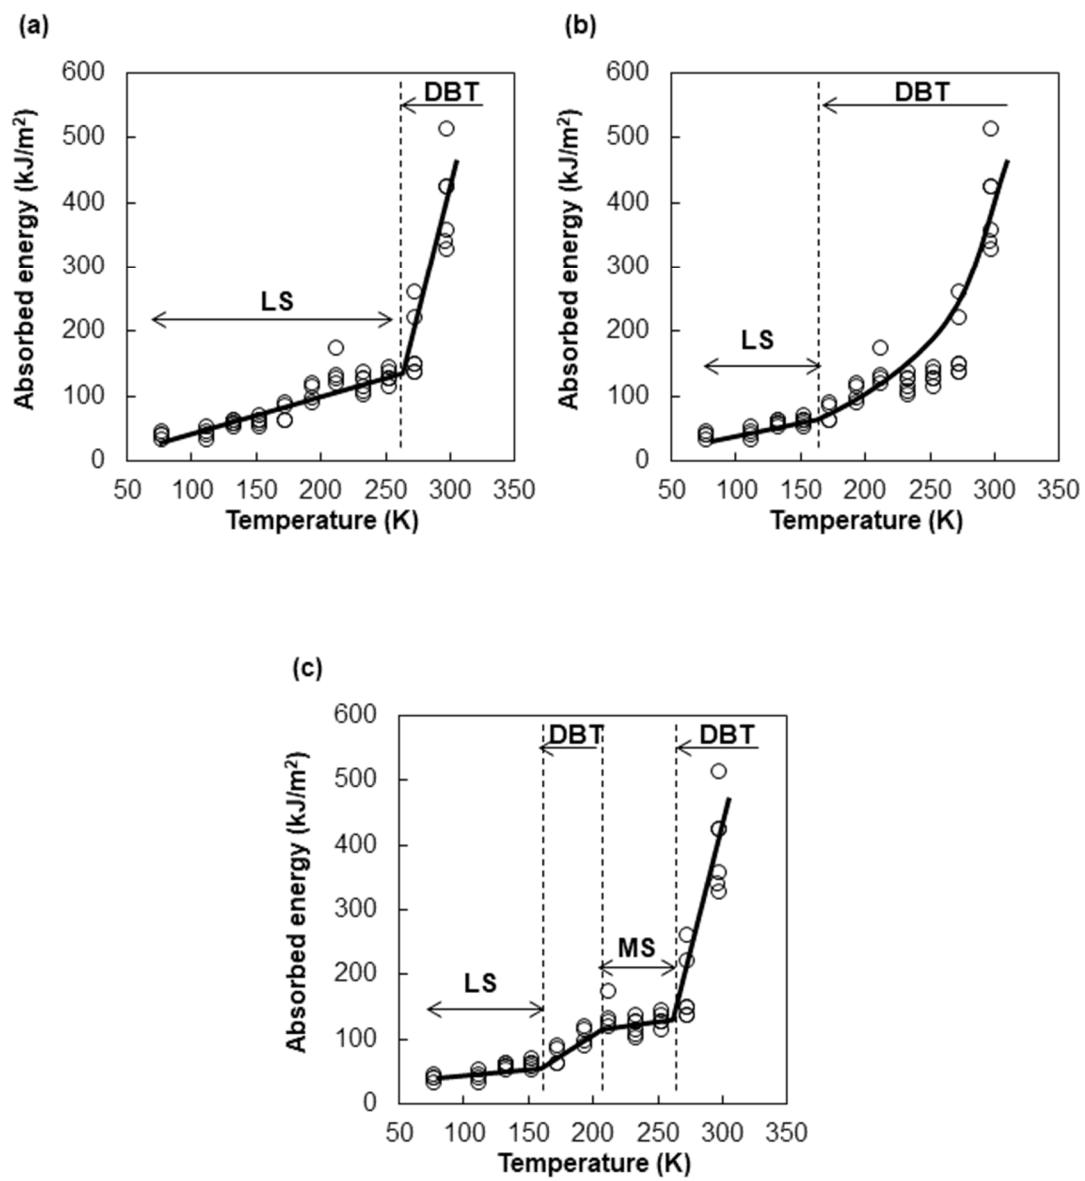 (a)
600
500
400
300
200
100
0
DBT
LS
50 100 150 200 250 300 350
Absorbed energy (kJ/m²)
Temperature (K)
(b)
600
500
400
300
200
100
0
DBT
LS
50 100 150 200 250 300 350
Absorbed energy (kJ/m²)
Temperature (K)
(c)
600
500
400
300
200
100
0
DBT
DBT
MS
LS
50 100 150 200 250 300 350
Absorbed energy (kJ/m²)
Temperature (K)